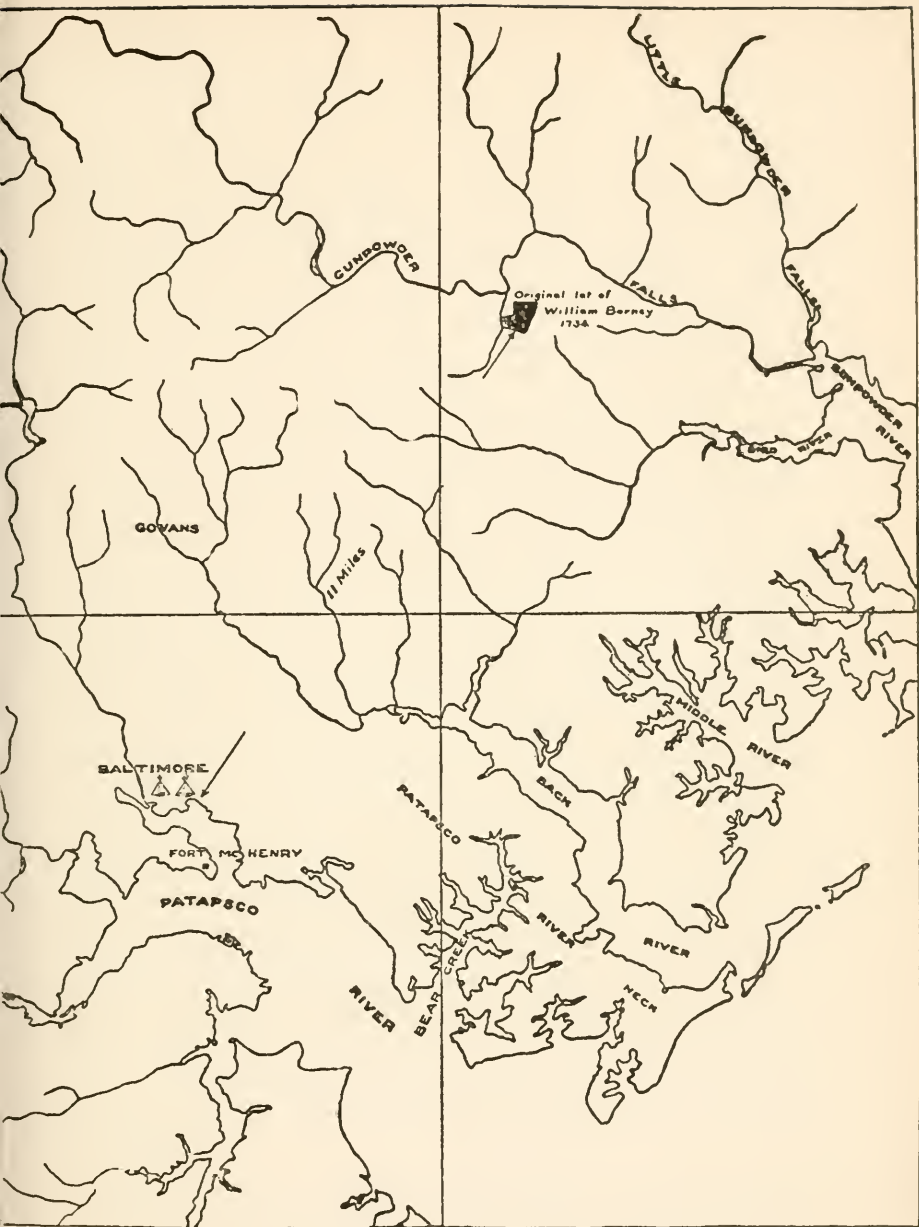 LITTLE
GUNPOWDER
FALLS
GUNPOWDER
FALLS
Original lot of
William Barney
1734
GUNPOWDER
RIVER
BIRD RIVER
GOVANS
11 Miles
MIDDLE
RIVER
BALTIMORE
BACK
PATAPSCO
FORT McHENRY
PATAPSCO
RIVER
RIVER
BEAR CREEK
NECK
RIVER